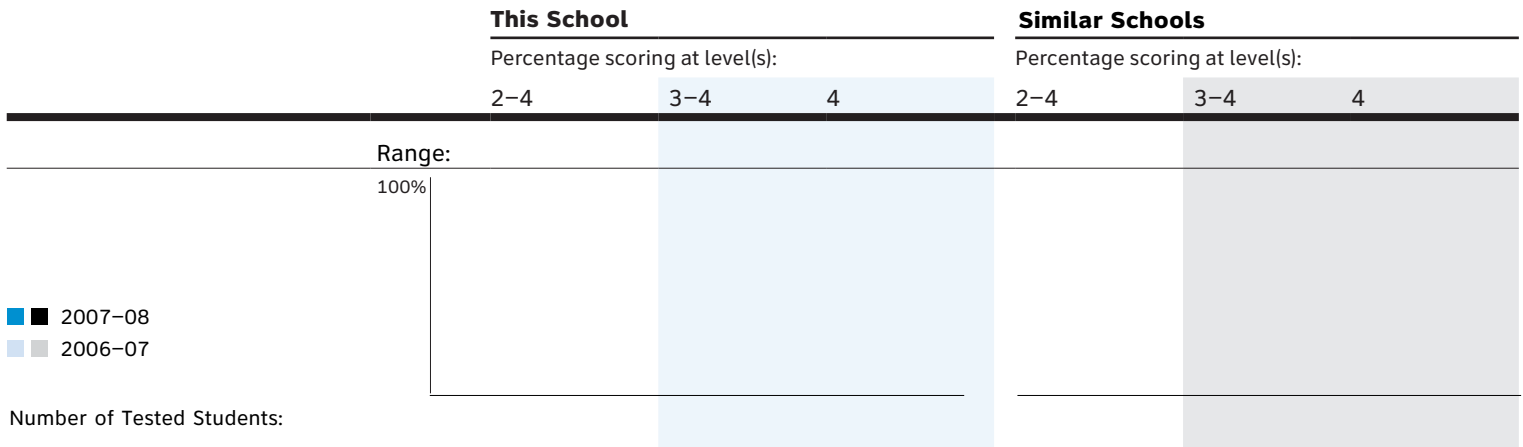 This School Similar Schools
Percentage scoring at level(s): Percentage scoring at level(s):
2–4 3–4 4 2–4 3–4 4
Range:
100%
2007–08
2006–07
Number of Tested Students: